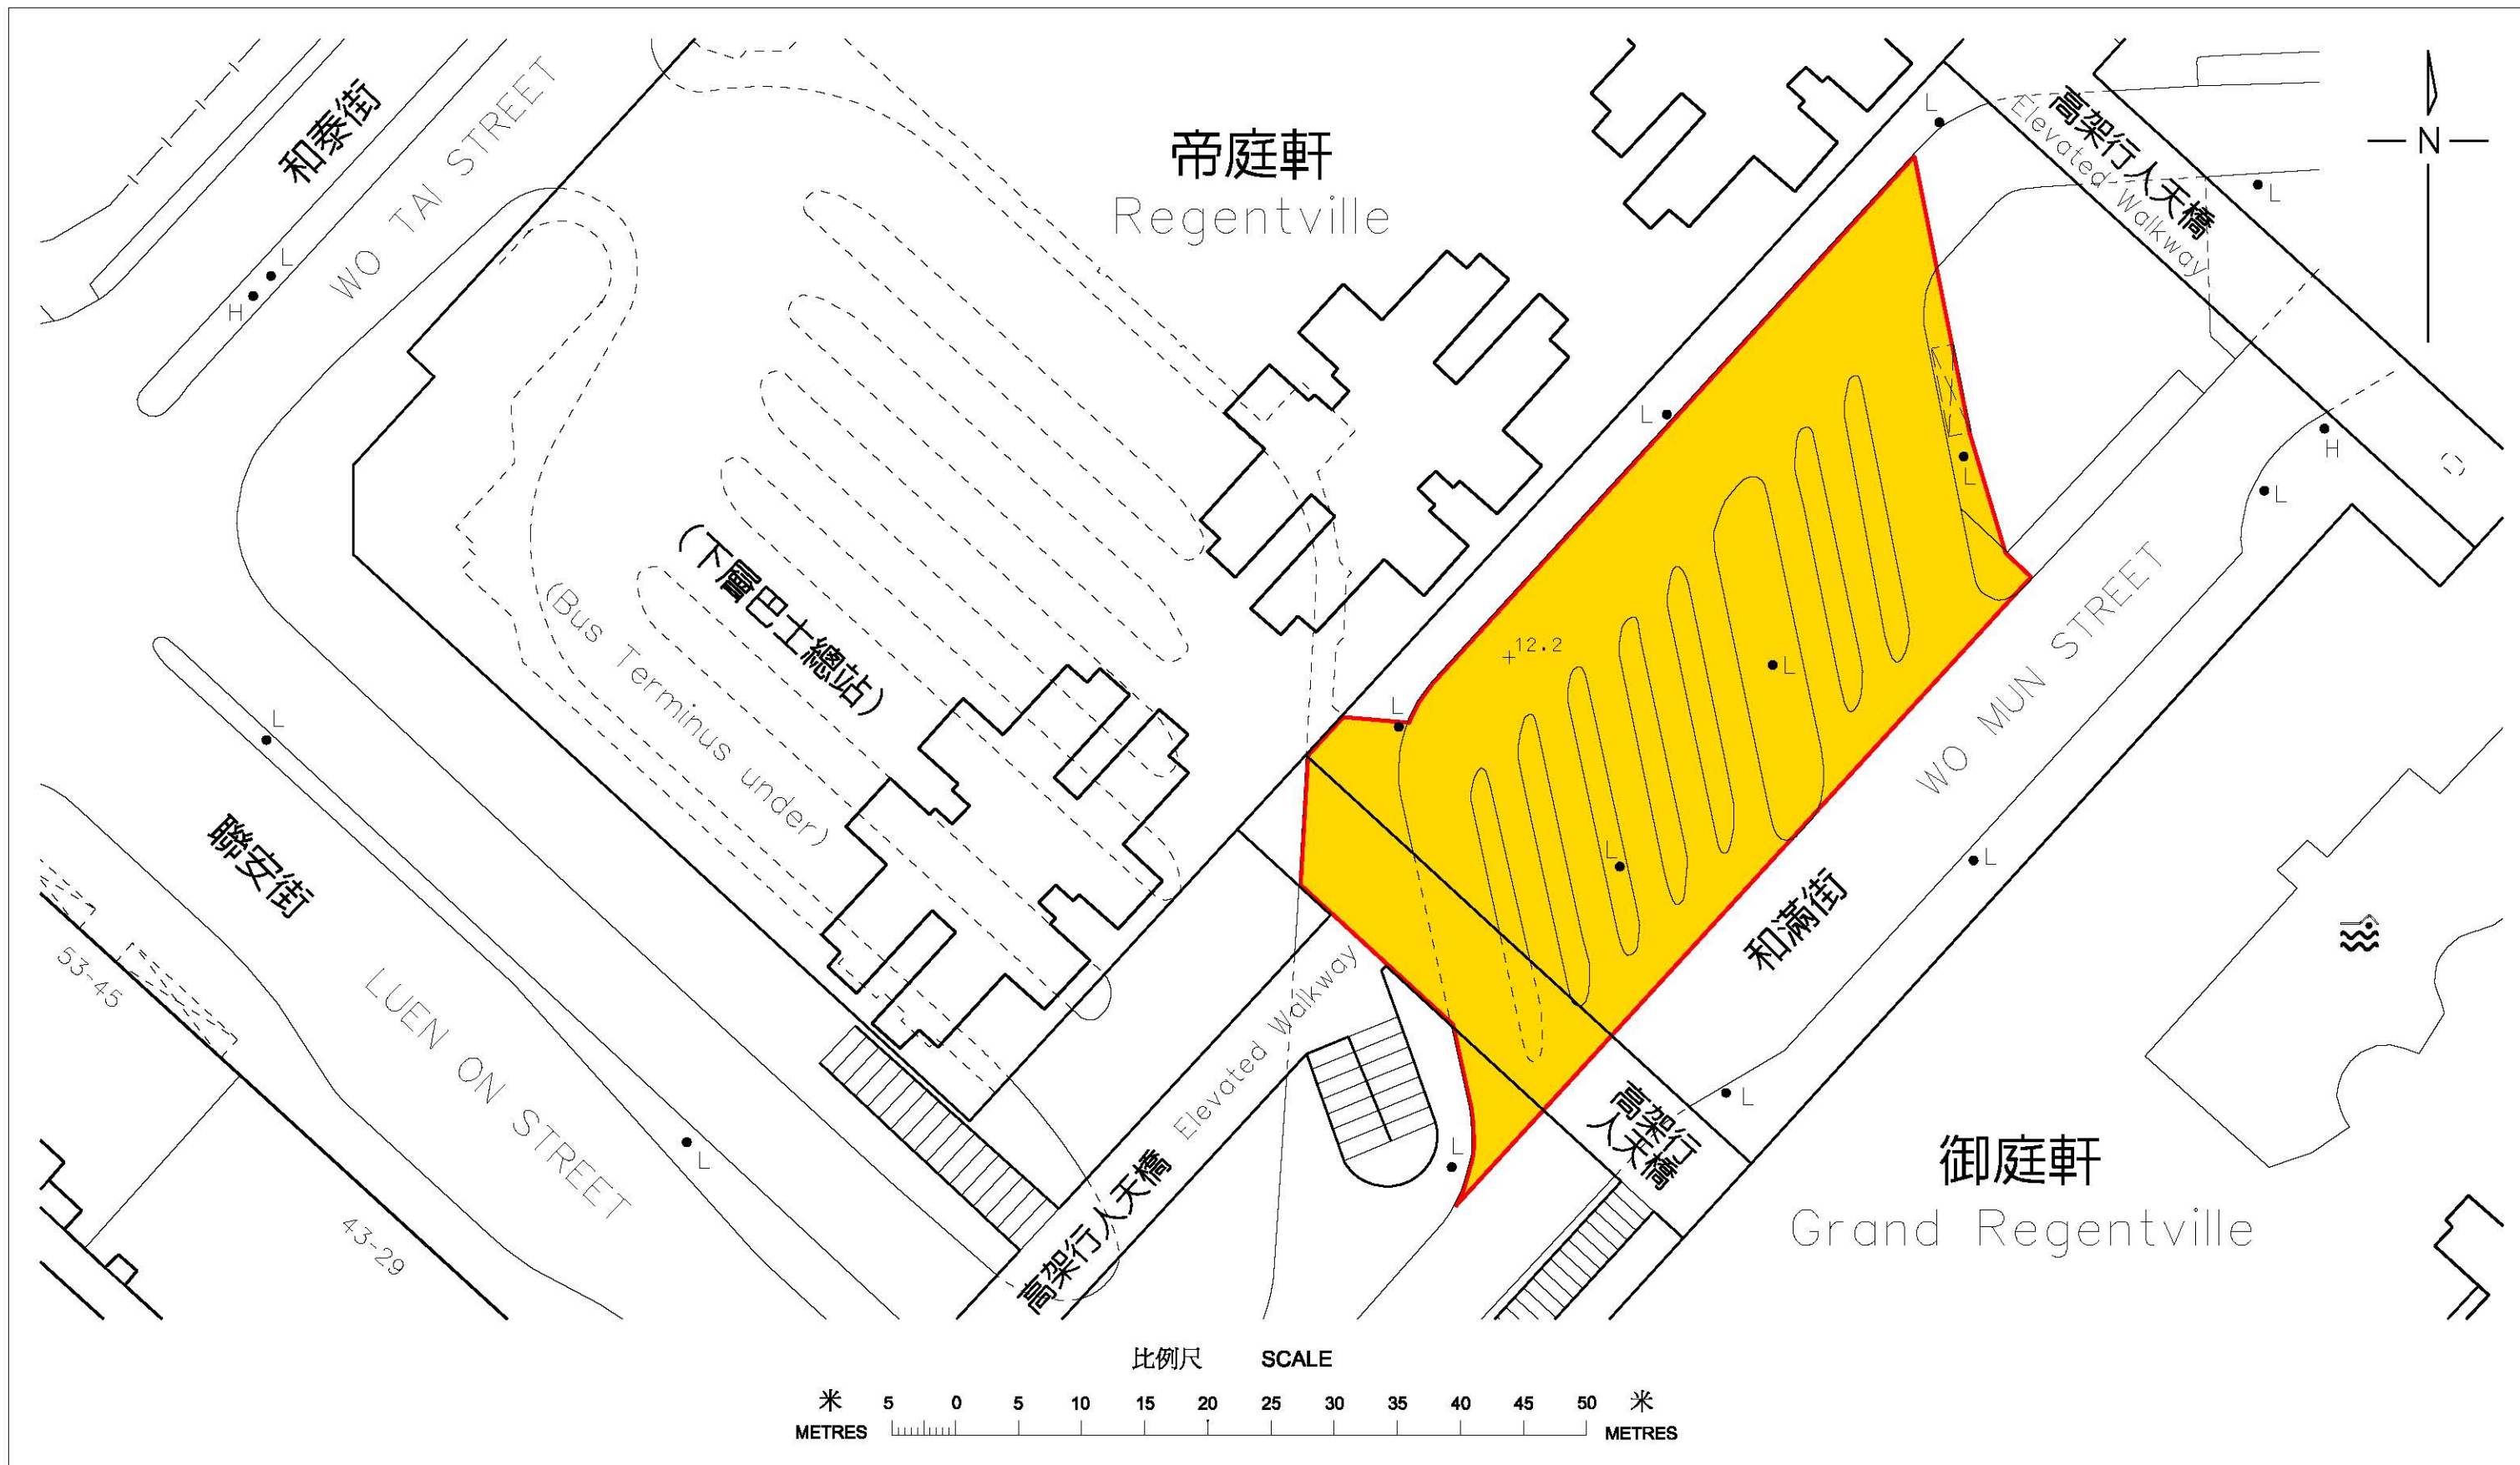 和泰街
WO TAI STREET
帝庭軒
Regentville
高架行人天橋
Elevated Walkway
N
L
L
L
H
L
L
H
L
L
(下層巴士總站)
(Bus Terminus under)
+12.2
L
L
WO MUN STREET
和滿街
L
L
L
L
聯安街
LUEN ON STREET
L
53-45
43-29
Elevated Walkway
高架行人天橋
L
高架行
人天橋
御庭軒
Grand Regentville
比例尺 SCALE
米 5 0 5 10 15 20 25 30 35 40 45 50 米
METRES METRES